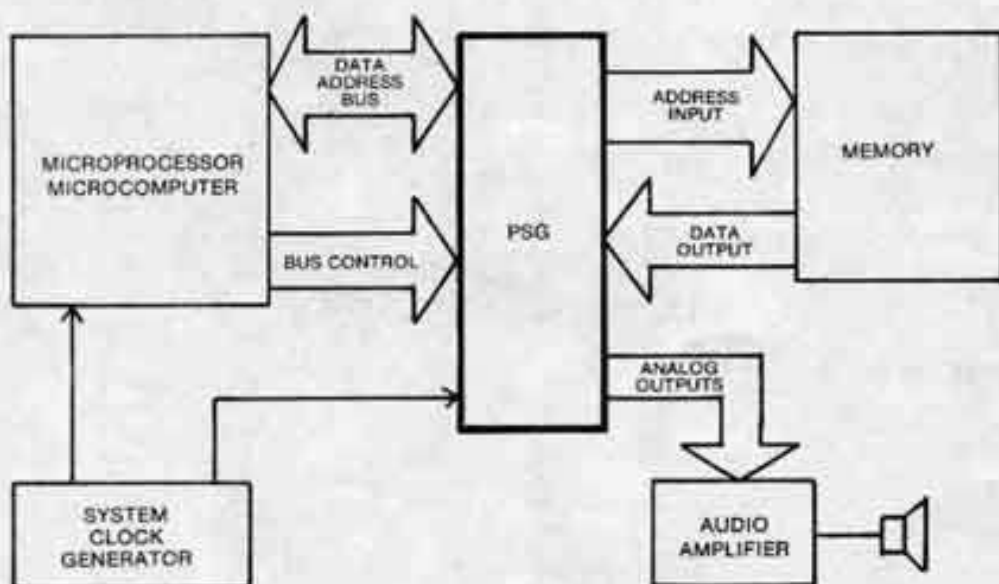 MICROPROCESSOR
MICROCOMPUTER
DATA
ADDRESS
BUS
BUS CONTROL
PSG
ADDRESS
INPUT
DATA
OUTPUT
MEMORY
ANALOG
OUTPUTS
SYSTEM
CLOCK
GENERATOR
AUDIO
AMPLIFIER